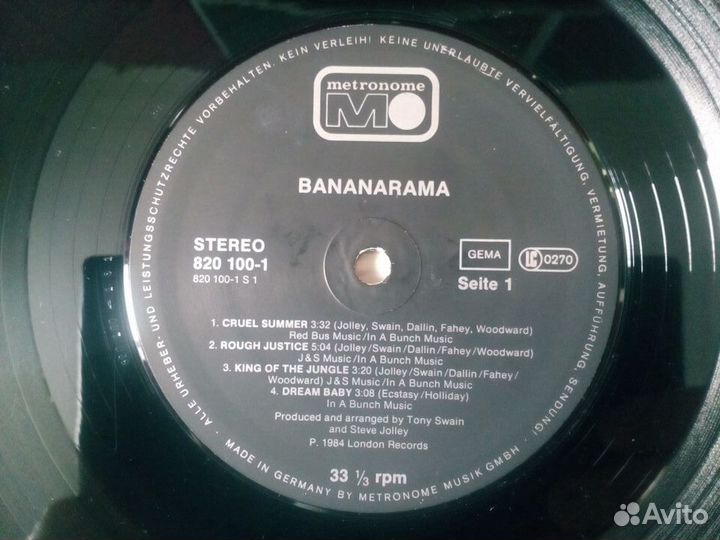 ALLE URHEBER- UND LEISTUNGSSCHUTZRECHTE VORBEHALTEN. KEIN VERLEIH! KEINE UNERLAUBTE VERVIELFÄLTIGUNG, VERMIETUNG, AUFFÜHRUNG, SENDUNG!
metronome
M
BANANARAMA
STEREO
820 100-1
820 100-1 S 1
GEMA
LC 0270
Seite 1
1. CRUEL SUMMER 3:32 (Jolley, Swain, Dallin, Fahey, Woodward)
Red Bus Music/In A Bunch Music
2. ROUGH JUSTICE 5:04 (Jolley/Swain/Dallin/Fahey/Woodward)
J&S Music/In A Bunch Music
3. KING OF THE JUNGLE 3:20 (Jolley/Swain/Dallin/Fahey/
Woodward) J&S Music/In A Bunch Music
4. DREAM BABY 3:08 (Ecstasy/Holliday)
In A Bunch Music
Produced and arranged by Tony Swain
and Steve Jolley
P. 1984 London Records
33 1/3 rpm
MADE IN GERMANY BY METRONOME MUSIK GMBH
Avito